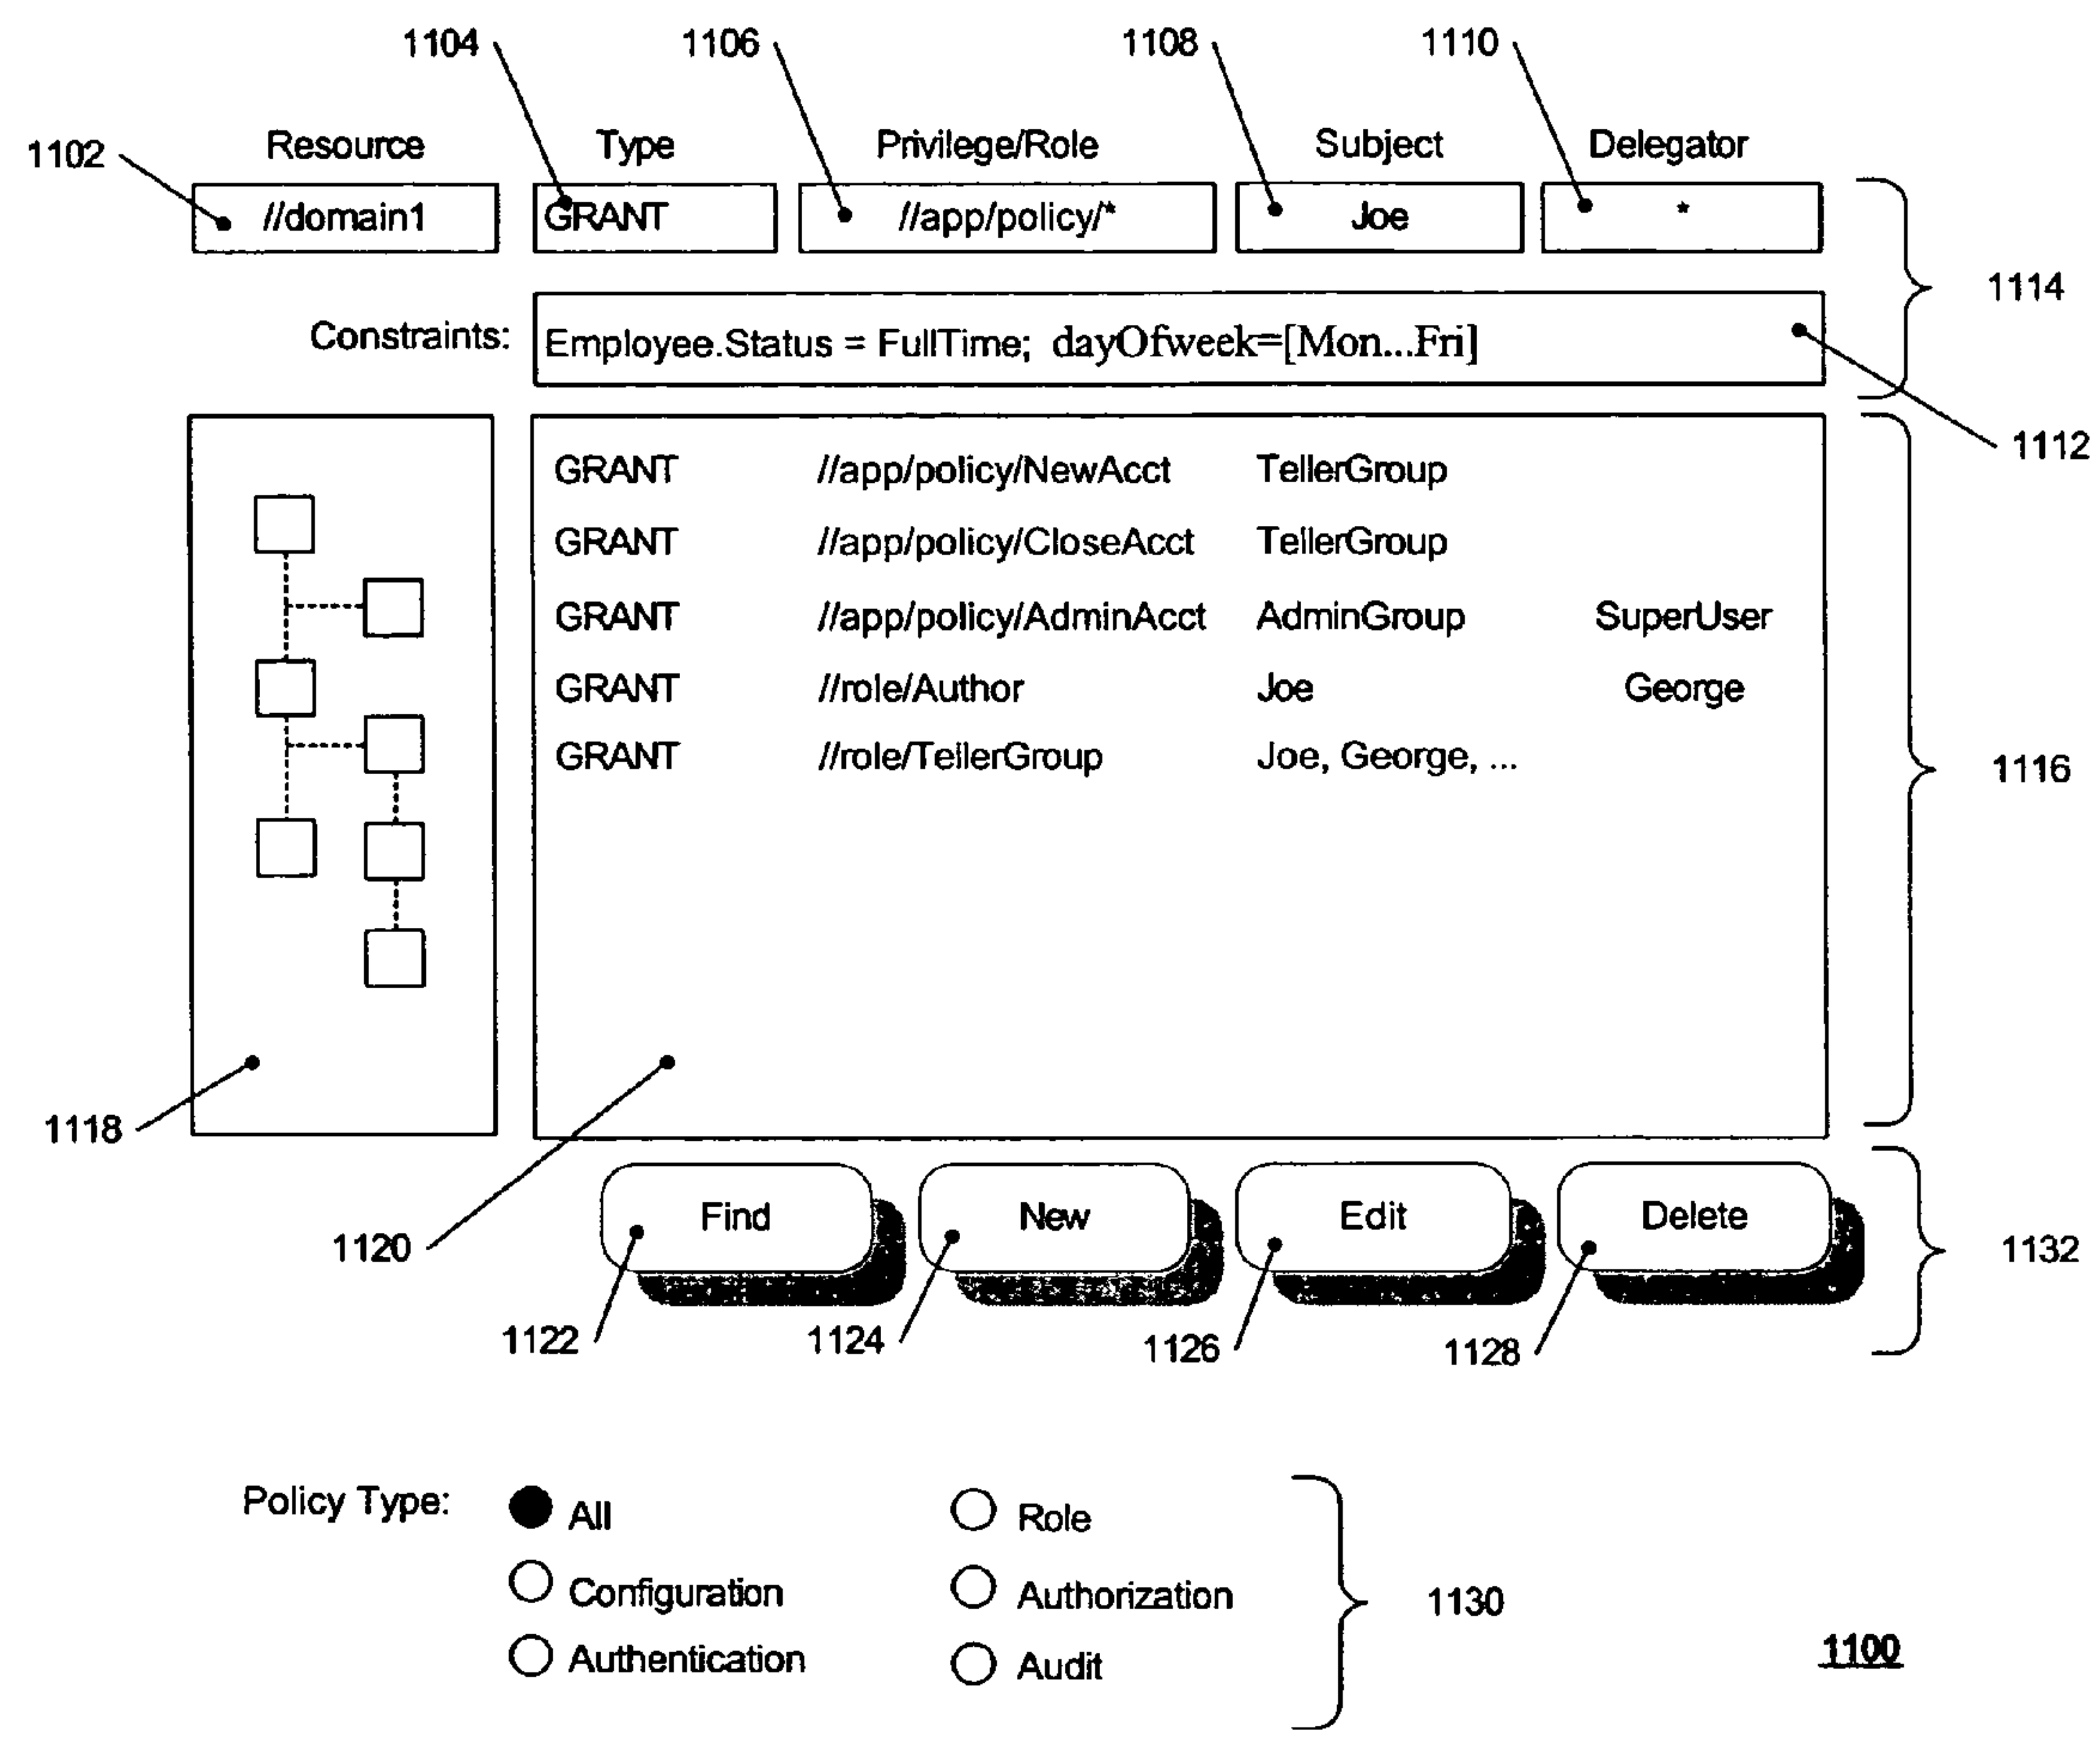 1104 1106 1108 1110
1102 Resource Type Privilege/Role Subject Delegator
//domain1 GRANT //app/policy/* Joe *
1114
Constraints: Employee.Status = FullTime; dayOfweek=[Mon...Fri]
1112
GRANT //app/policy/NewAcct TellerGroup
GRANT //app/policy/CloseAcct TellerGroup
GRANT //app/policy/AdminAcct AdminGroup SuperUser
GRANT //role/Author Joe George
GRANT //role/TellerGroup Joe, George, ...
1116
1118
Find New Edit Delete
1120
1132
1122 1124 1126 1128
Policy Type: All Role
Configuration Authorization
1130
Authentication Audit
1100